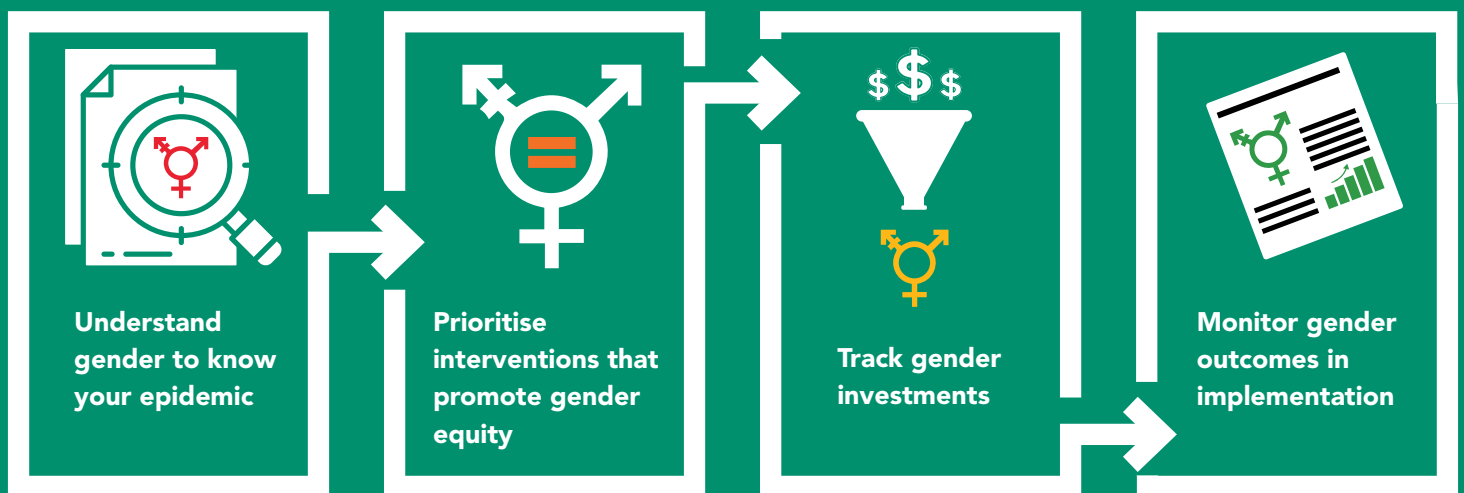 Understand
gender to know
your epidemic
Prioritise
interventions that
promote gender
equity
$ $ $
Track gender
investments
Monitor gender
outcomes in
implementation